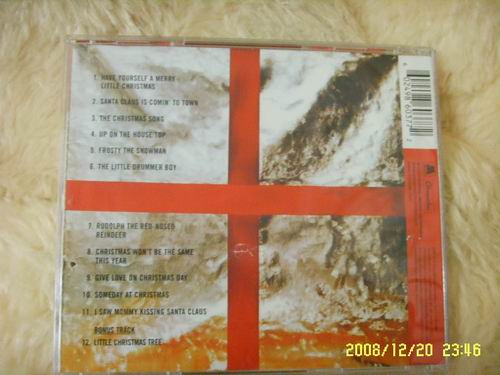 1. HAVE YOURSELF A MERRY
LITTLE CHRISTMAS
2. SANTA CLAUS IS COMIN' TO TOWN
3. THE CHRISTMAS SONG
4. UP ON THE HOUSE TOP
5. FROSTY THE SNOWMAN
6. THE LITTLE DRUMMER BOY
7. RUDOLPH THE RED-NOSED
REINDEER
8. CHRISTMAS WON'T BE THE SAME
THIS YEAR
9. GIVE LOVE ON CHRISTMAS DAY
10. SOMEDAY AT CHRISTMAS
11. I SAW MOMMY KISSING SANTA CLAUS
BONUS TRACK
12. LITTLE CHRISTMAS TREE
2008/12/20 23:46